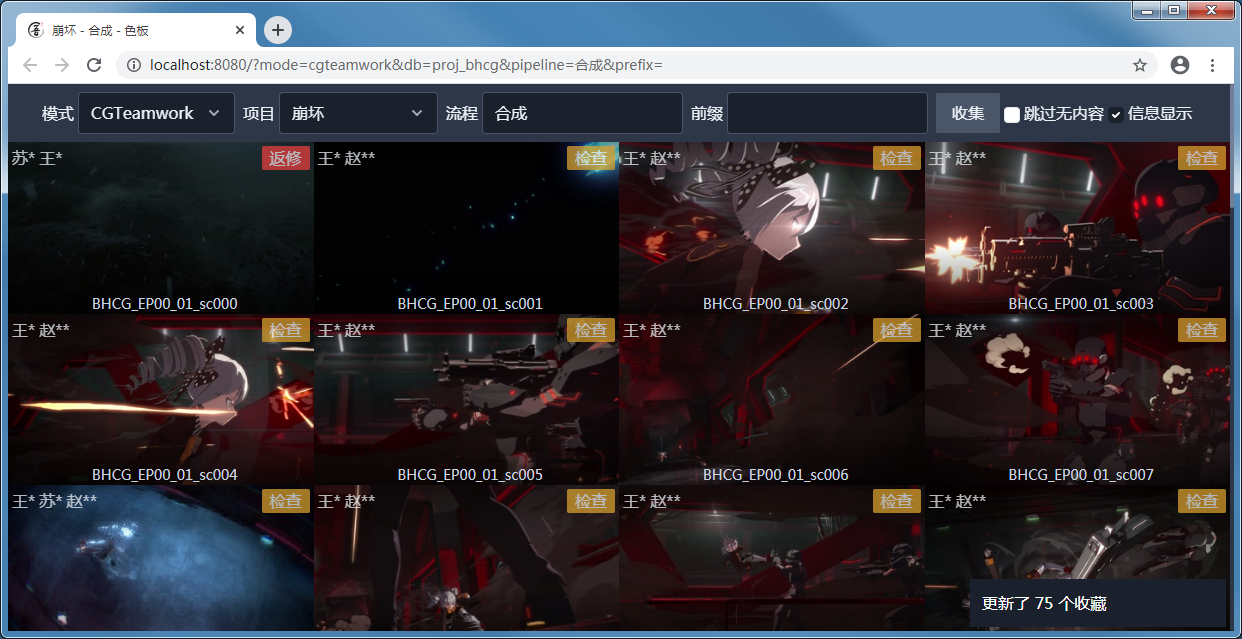 崩坏 - 合成 - 色板
localhost:8080/?mode=cgteamwork&db=proj_bhcg&pipeline=合成&prefix=
模式 CGTeamwork 项目 崩坏 流程 合成 前缀 收集 跳过无内容 信息显示
苏* 王* 返修 王* 赵** 检查 王* 赵** 检查 王* 赵** 检查
BHCG_EP00_01_sc000 BHCG_EP00_01_sc001 BHCG_EP00_01_sc002 BHCG_EP00_01_sc003
王* 赵** 检查 王* 赵** 检查 王* 赵** 检查 王* 赵** 检查
BHCG_EP00_01_sc004 BHCG_EP00_01_sc005 BHCG_EP00_01_sc006 BHCG_EP00_01_sc007
王* 苏* 赵** 检查 王* 赵** 检查 王* 赵** 检查 王* 赵** 检查
更新了 75 个收藏